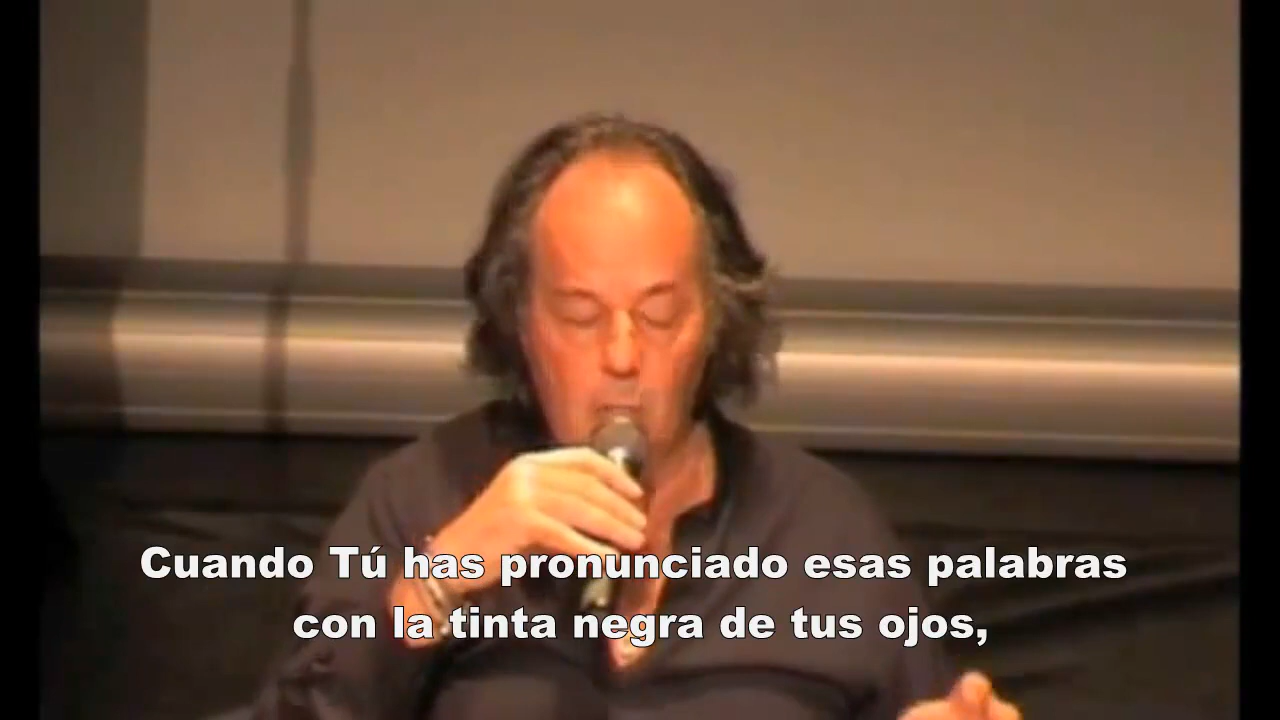 Cuando Tú has pronunciado esas palabras
con la tinta negra de tus ojos,